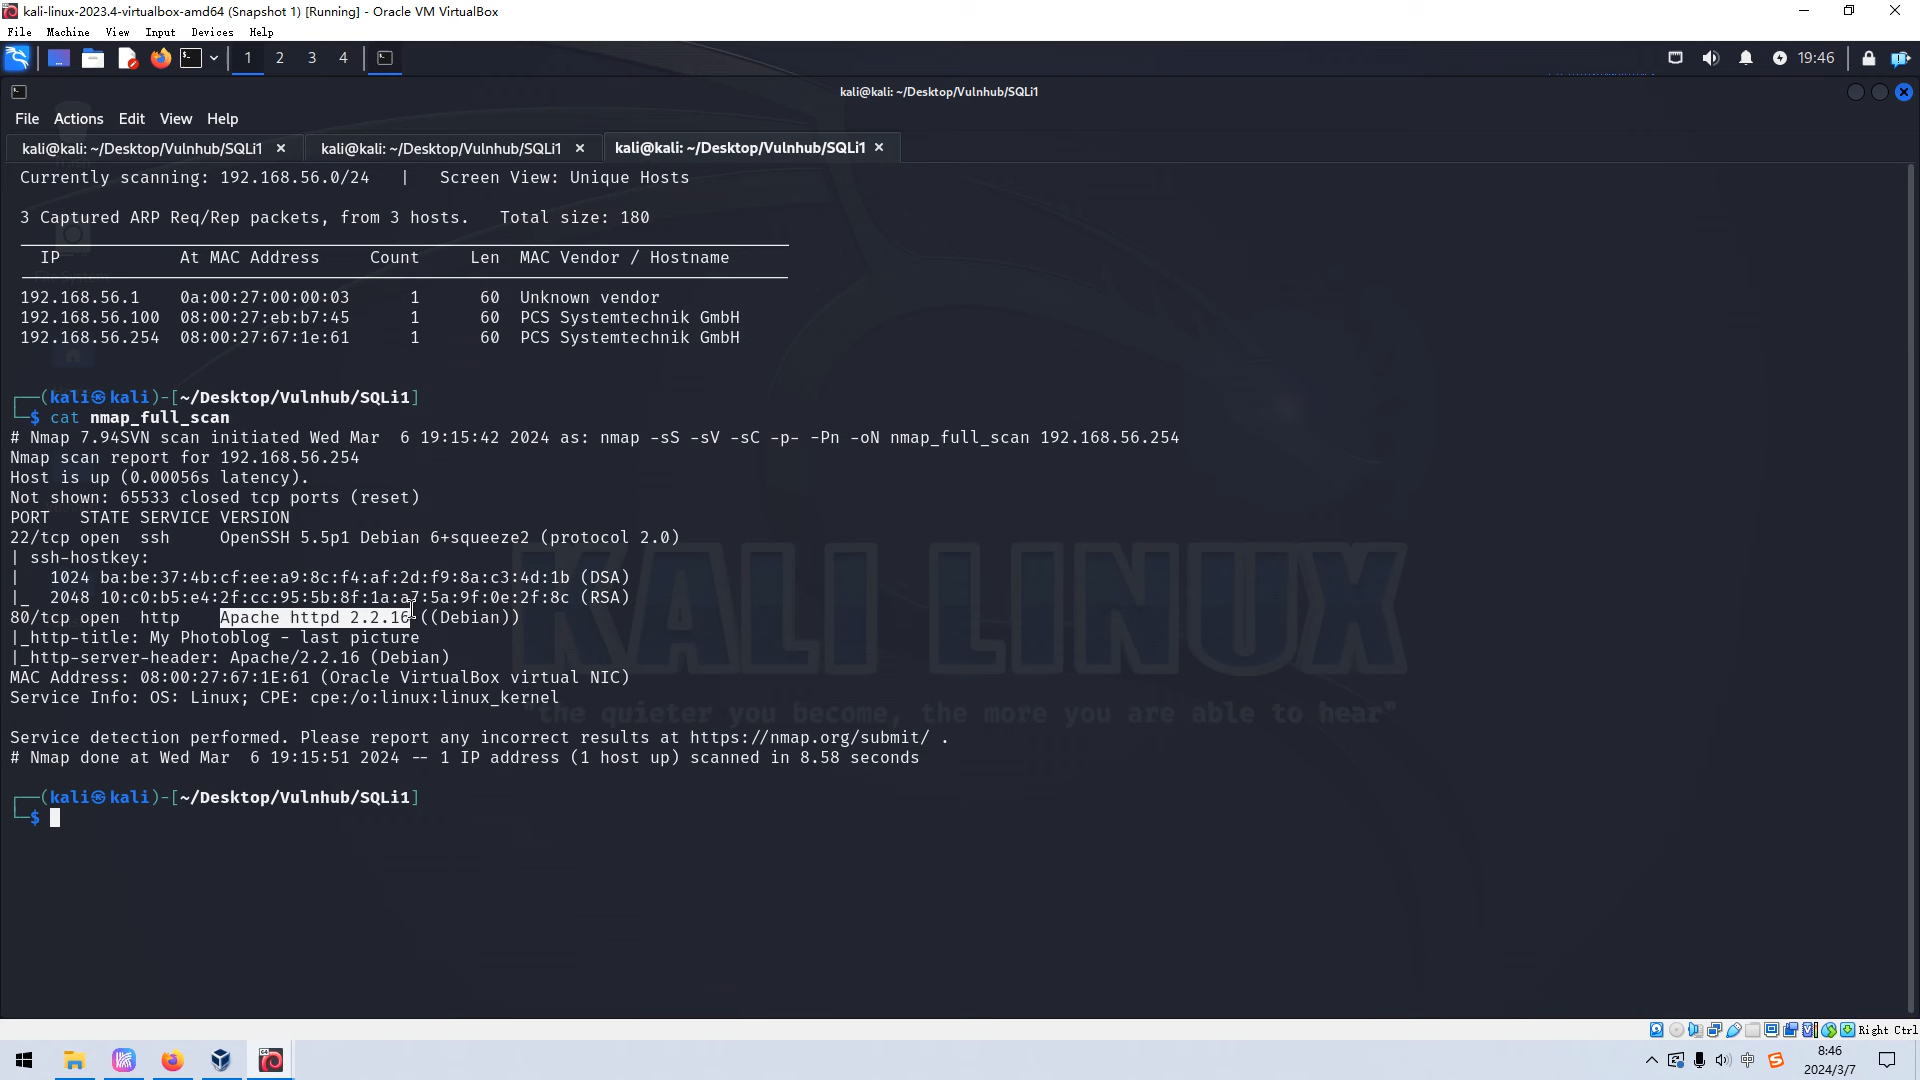 kali-linux-2023.4-virtualbox-amd64 (Snapshot 1) [Running] - Oracle VM VirtualBox
File Machine View Input Devices Help
1 2 3 4 19:46
kali@kali: ~/Desktop/Vulnhub/SQLi1
File Actions Edit View Help
kali@kali: ~/Desktop/Vulnhub/SQLi1 × kali@kali: ~/Desktop/Vulnhub/SQLi1 × kali@kali: ~/Desktop/Vulnhub/SQLi1 ×
Currently scanning: 192.168.56.0/24 | Screen View: Unique Hosts
3 Captured ARP Req/Rep packets, from 3 hosts. Total size: 180
IP At MAC Address Count Len MAC Vendor / Hostname
192.168.56.1 0a:00:27:00:00:03 1 60 Unknown vendor
192.168.56.100 08:00:27:eb:b7:45 1 60 PCS Systemtechnik GmbH
192.168.56.254 08:00:27:67:1e:61 1 60 PCS Systemtechnik GmbH
┌──(kali㉿kali)-[~/Desktop/Vulnhub/SQLi1]
└─$ cat nmap_full_scan
# Nmap 7.94SVN scan initiated Wed Mar 6 19:15:42 2024 as: nmap -sS -sV -sC -p- -Pn -oN nmap_full_scan 192.168.56.254
Nmap scan report for 192.168.56.254
Host is up (0.00056s latency).
Not shown: 65533 closed tcp ports (reset)
PORT STATE SERVICE VERSION
22/tcp open ssh OpenSSH 5.5p1 Debian 6+squeeze2 (protocol 2.0)
| ssh-hostkey:
| 1024 ba:be:37:4b:cf:ee:a9:8c:f4:af:2d:f9:8a:c3:4d:1b (DSA)
|_ 2048 10:c0:b5:e4:2f:cc:95:5b:8f:1a:a7:5a:9f:0e:2f:8c (RSA)
80/tcp open http Apache httpd 2.2.16 ((Debian))
|_http-title: My Photoblog - last picture
|_http-server-header: Apache/2.2.16 (Debian)
MAC Address: 08:00:27:67:1E:61 (Oracle VirtualBox virtual NIC)
Service Info: OS: Linux; CPE: cpe:/o:linux:linux_kernel
Service detection performed. Please report any incorrect results at https://nmap.org/submit/ .
# Nmap done at Wed Mar 6 19:15:51 2024 -- 1 IP address (1 host up) scanned in 8.58 seconds
┌──(kali㉿kali)-[~/Desktop/Vulnhub/SQLi1]
└─$
KALI LINUX
"the quieter you become, the more you are able to hear"
Right Ctrl
中 8:46
2024/3/7